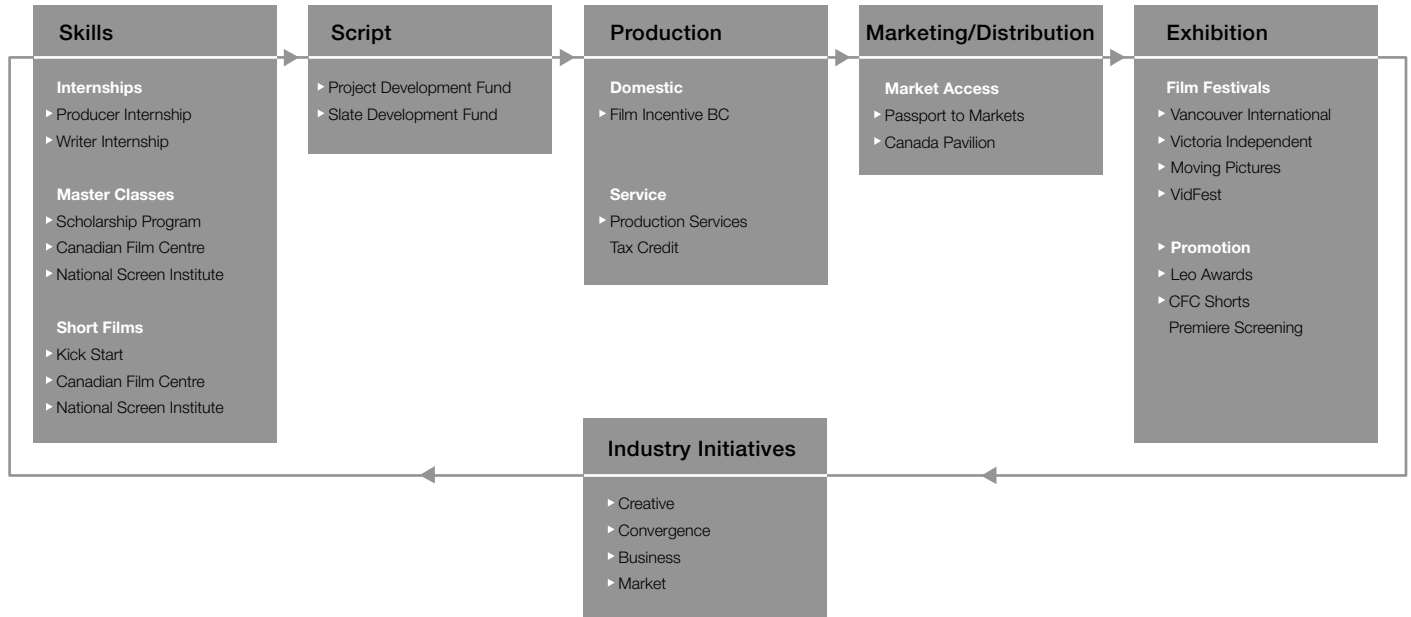 Skills
Internships
Producer Internship
Writer Internship
Master Classes
Scholarship Program
Canadian Film Centre
National Screen Institute
Short Films
Kick Start
Canadian Film Centre
National Screen Institute
Script
Project Development Fund
Slate Development Fund
Production
Domestic
Film Incentive BC
Service
Production Services
Tax Credit
Marketing/Distribution
Market Access
Passport to Markets
Canada Pavilion
Exhibition
Film Festivals
Vancouver International
Victoria Independent
Moving Pictures
VidFest
Promotion
Leo Awards
CFC Shorts
Premiere Screening
Industry Initiatives
Creative
Convergence
Business
Market